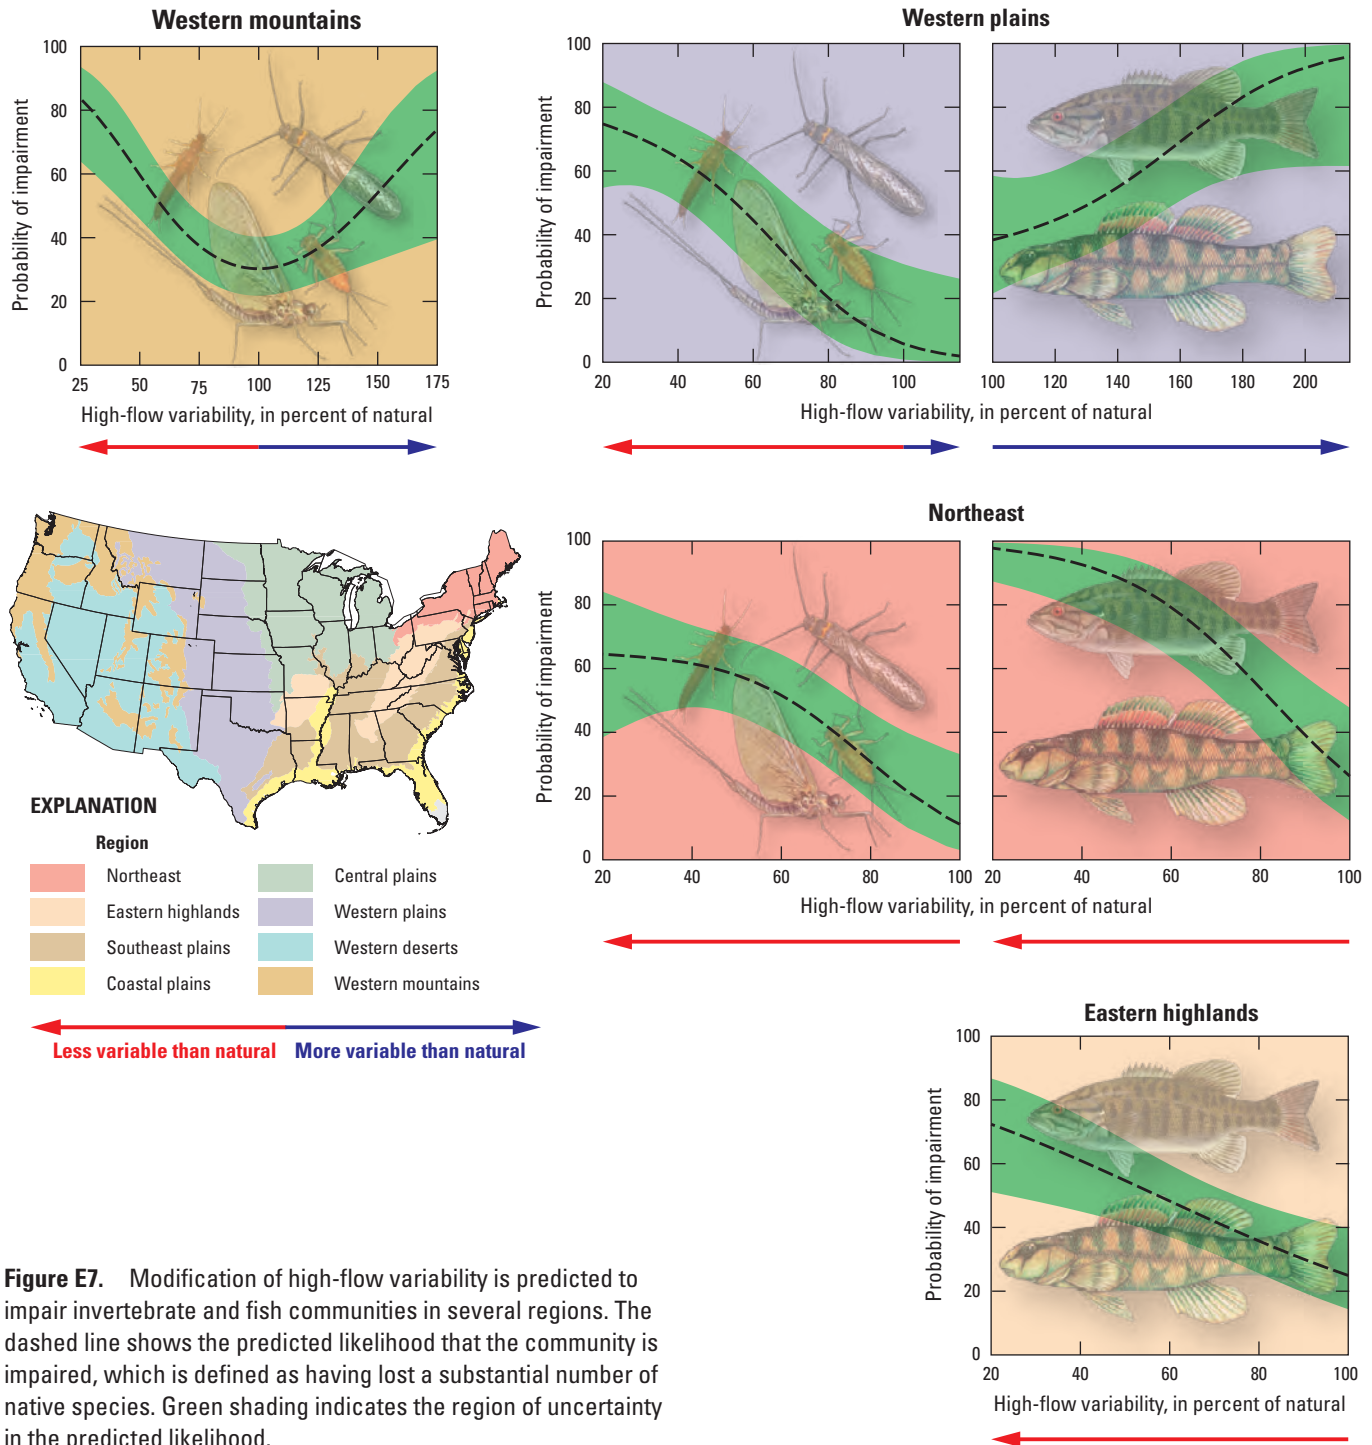 Western mountains
100
80
60
40
20
0
Probability of impairment
25 50 75 100 125 150 175
High-flow variability, in percent of natural
Western plains
100
80
60
40
20
0
Probability of impairment
20 40 60 80 100
100 120 140 160 180 200
High-flow variability, in percent of natural
Northeast
100
80
60
40
20
0
Probability of impairment
20 40 60 80 100
20 40 60 80 100
High-flow variability, in percent of natural
EXPLANATION
Region
Northeast
Eastern highlands
Southeast plains
Coastal plains
Central plains
Western plains
Western deserts
Western mountains
Less variable than natural
More variable than natural
Eastern highlands
100
80
60
40
20
0
Probability of impairment
20 40 60 80 100
High-flow variability, in percent of natural
Figure E7. Modification of high-flow variability is predicted to
impair invertebrate and fish communities in several regions. The
dashed line shows the predicted likelihood that the community is
impaired, which is defined as having lost a substantial number of
native species. Green shading indicates the region of uncertainty
in the predicted likelihood.